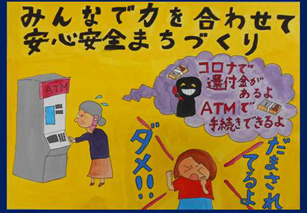 みんなで力を合わせて
安心安全まちづくり
コロナで
還付金が
あるよ
ATMで
手続きできるよ
ATM
だまされ
てるよ
ダメ!!